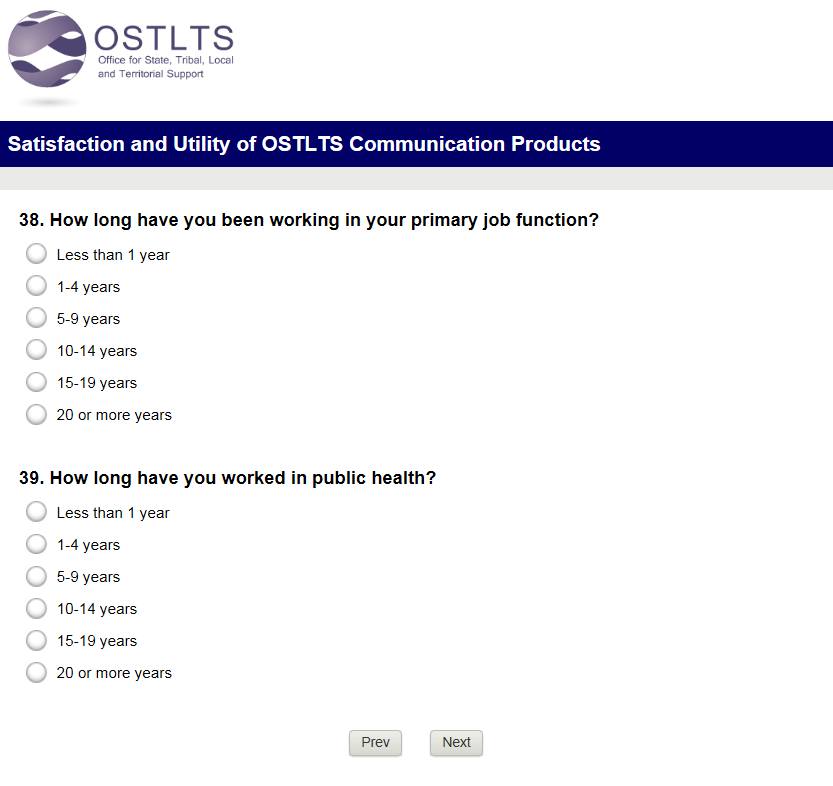 OSTLTS
Office for State, Tribal, Local
and Territorial Support
Satisfaction and Utility of OSTLTS Communication Products
38. How long have you been working in your primary job function?
Less than 1 year
1-4 years
5-9 years
10-14 years
15-19 years
20 or more years
39. How long have you worked in public health?
Less than 1 year
1-4 years
5-9 years
10-14 years
15-19 years
20 or more years
Prev Next